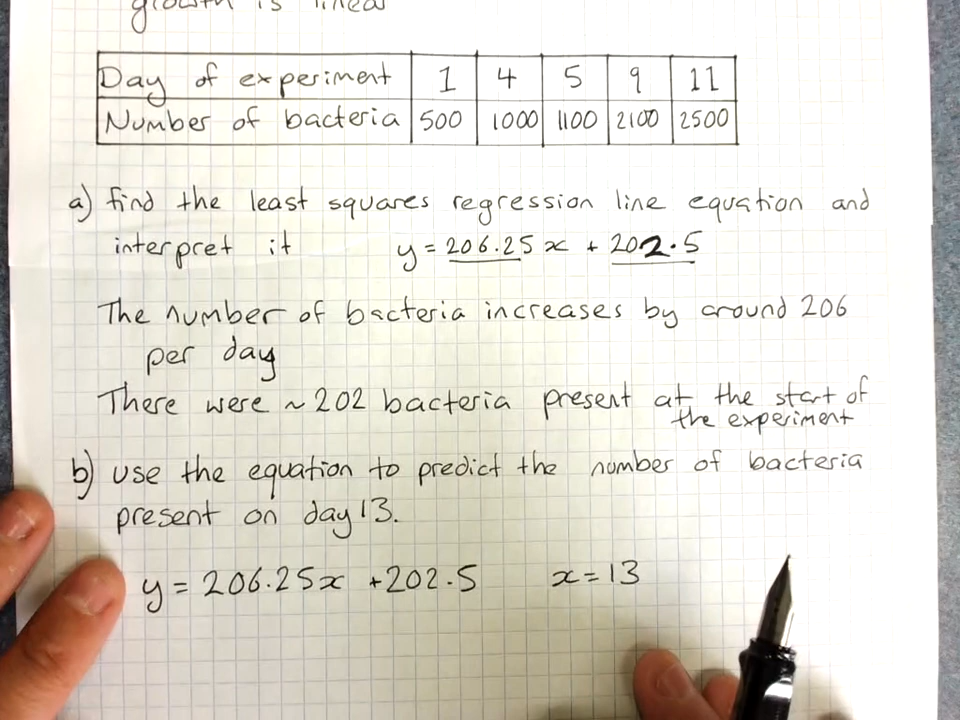 growth is linear
Day of experiment 1 4 5 9 11
Number of bacteria 500 1000 1100 2100 2500
a) find the least squares regression line equation and
interpret it y = 206.25x + 202.5
The number of bacteria increases by around 206
per day
There were ~202 bacteria present at the start of
the experiment
b) use the equation to predict the number of bacteria
present on day 13.
y = 206.25x +202.5 x=13